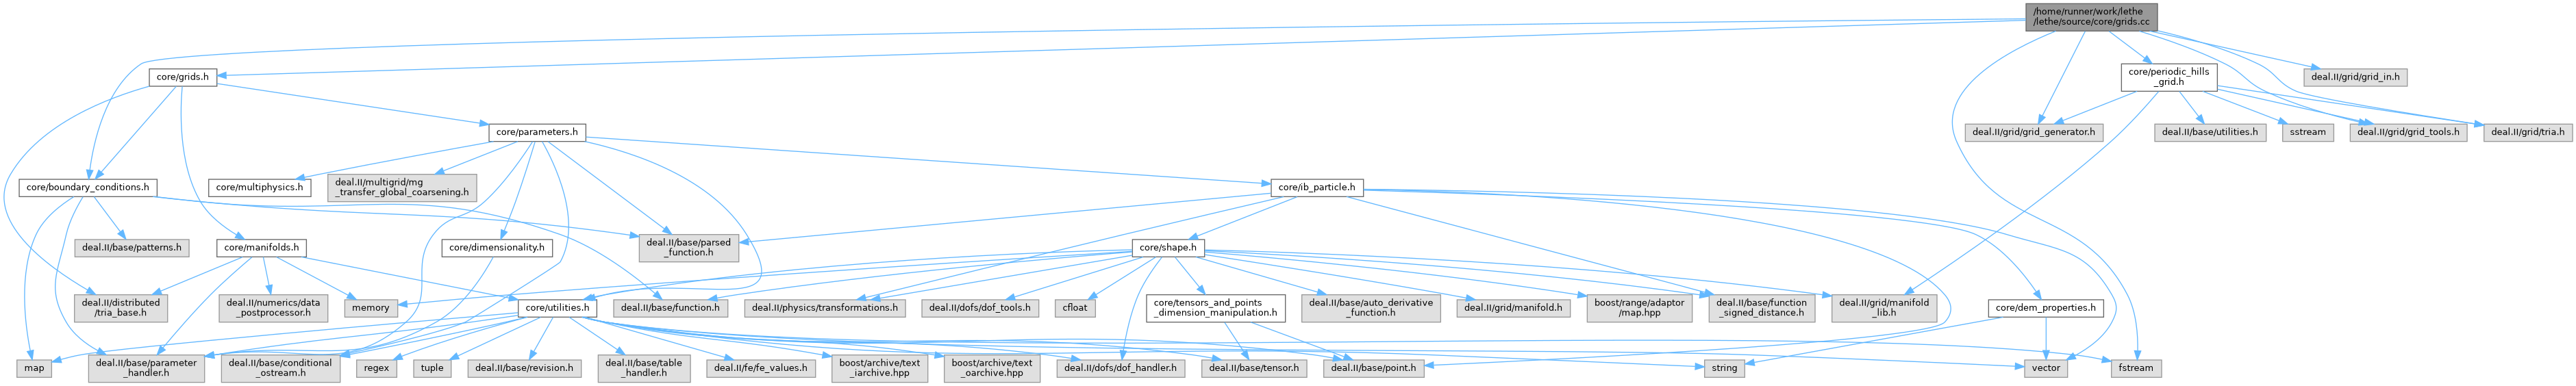 /home/runner/work/lethe
/lethe/source/core/grids.cc
core/grids.h
core/periodic_hills
_grid.h
deal.II/grid/grid_in.h
core/parameters.h
deal.II/grid/grid_generator.h
deal.II/base/utilities.h
sstream
deal.II/grid/grid_tools.h
deal.II/grid/tria.h
core/boundary_conditions.h
core/multiphysics.h
deal.II/multigrid/mg
_transfer_global_coarsening.h
core/ib_particle.h
deal.II/base/patterns.h
core/manifolds.h
core/dimensionality.h
deal.II/base/parsed
_function.h
core/shape.h
deal.II/distributed
/tria_base.h
deal.II/numerics/data
_postprocessor.h
memory
core/utilities.h
deal.II/base/function.h
deal.II/physics/transformations.h
deal.II/dofs/dof_tools.h
cfloat
core/tensors_and_points
_dimension_manipulation.h
deal.II/base/auto_derivative
_function.h
deal.II/grid/manifold.h
boost/range/adaptor
/map.hpp
deal.II/base/function
_signed_distance.h
deal.II/grid/manifold
_lib.h
core/dem_properties.h
map
deal.II/base/parameter
_handler.h
deal.II/base/conditional
_ostream.h
regex
tuple
deal.II/base/revision.h
deal.II/base/table
_handler.h
deal.II/fe/fe_values.h
boost/archive/text
_iarchive.hpp
boost/archive/text
_oarchive.hpp
deal.II/dofs/dof_handler.h
deal.II/base/tensor.h
deal.II/base/point.h
string
vector
fstream